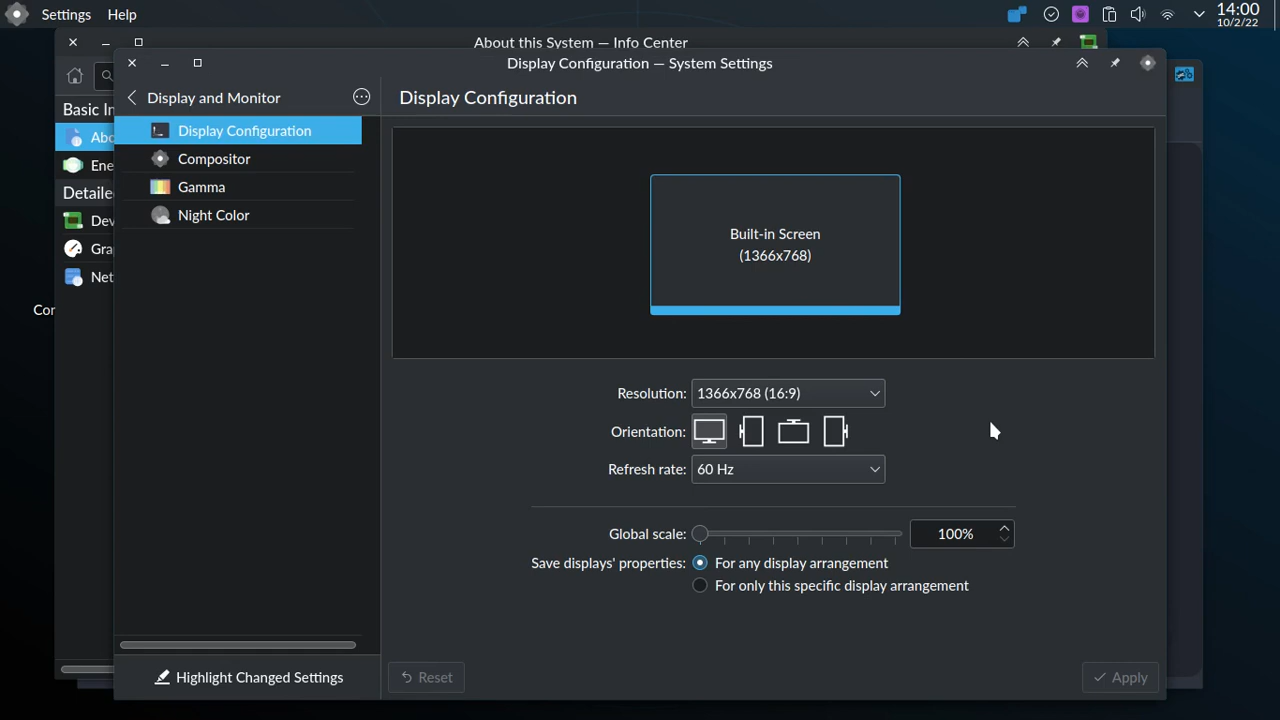 Settings Help
14:00
10/2/22
About this System — Info Center
Display Configuration — System Settings
Basic In
Abo
Ene
Detaile
Dev
Gra
Net
Cor
Display and Monitor
Display Configuration
Compositor
Gamma
Night Color
Highlight Changed Settings
Display Configuration
Built-in Screen
(1366x768)
Resolution: 1366x768 (16:9)
Orientation:
Refresh rate: 60 Hz
Global scale: 100%
Save displays' properties: For any display arrangement
For only this specific display arrangement
Reset
Apply